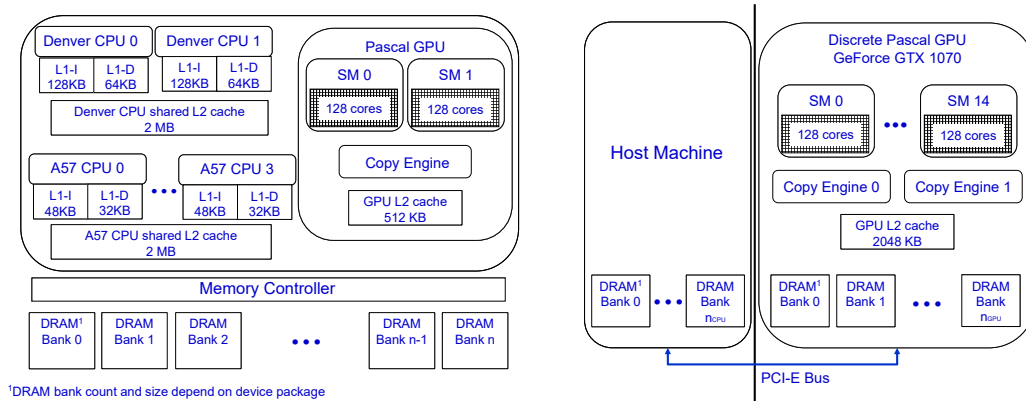 Denver CPU 0
Denver CPU 1
L1-I
128KB
L1-D
64KB
L1-I
128KB
L1-D
64KB
Denver CPU shared L2 cache
2 MB
A57 CPU 0
A57 CPU 3
L1-I
48KB
L1-D
32KB
L1-I
48KB
L1-D
32KB
A57 CPU shared L2 cache
2 MB
Pascal GPU
SM 0
SM 1
128 cores
128 cores
Copy Engine
GPU L2 cache
512 KB
Memory Controller
DRAM¹
Bank 0
DRAM
Bank 1
DRAM
Bank 2
DRAM
Bank n-1
DRAM
Bank n
¹DRAM bank count and size depend on device package
Host Machine
DRAM¹
Bank 0
DRAM
Bank
nCPU
Discrete Pascal GPU
GeForce GTX 1070
SM 0
SM 14
128 cores
128 cores
Copy Engine 0
Copy Engine 1
GPU L2 cache
2048 KB
DRAM¹
Bank 0
DRAM
Bank 1
DRAM
Bank
nGPU
PCI-E Bus